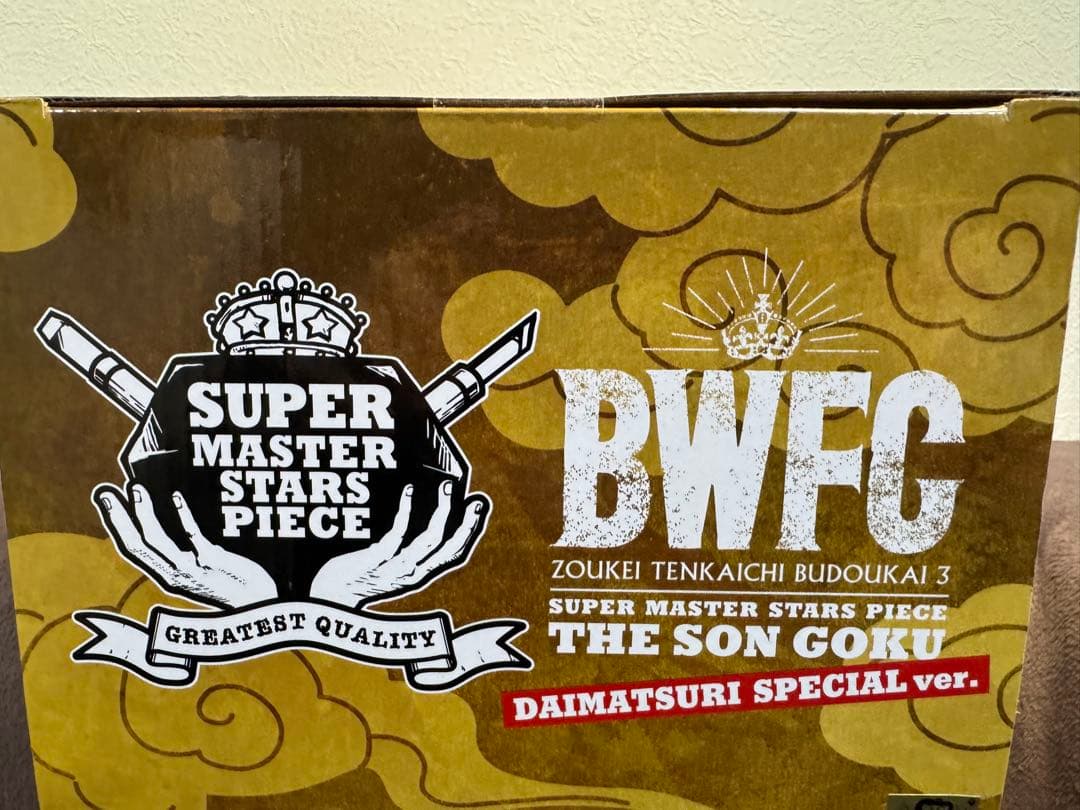 SUPER
MASTER
STARS
PIECE
GREATEST QUALITY
BWFC
ZOUKEI TENKAICHI BUDOUKAI 3
SUPER MASTER STARS PIECE
THE SON GOKU
DAIMATSURI SPECIAL ver.